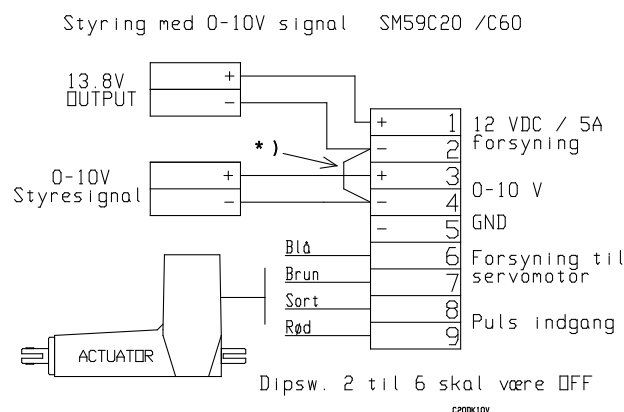 Styring med 0-10V signal SM59C20 /C60
13.8V
OUTPUT
+
-
+ 1
- 2
+ 3
4
- 5
6
7
8
9
12 VDC / 5A
forsyning
0-10 V
GND
Forsyning til
servomotor
Puls indgang
*)
0-10V
Styresignal
+
-
-
Blå
Brun
Sort
Rød
ACTUATOR
Dipsw. 2 til 6 skal være OFF
C20DK10V